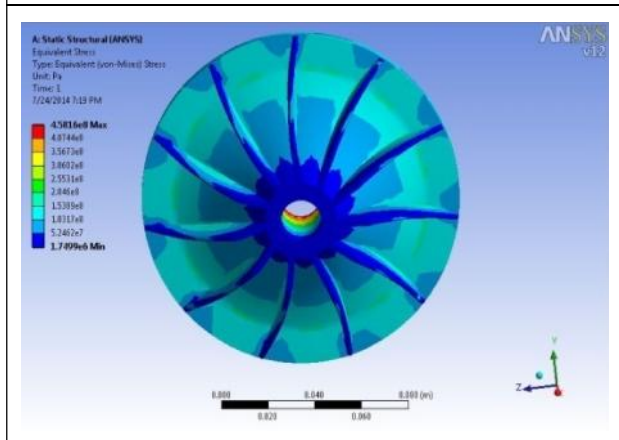 A: Static Structural (ANSYS)
Equivalent Stress
Type: Equivalent (von-Mises) Stress
Unit: Pa
Time: 1
7/24/2014 7:13 PM
4.5816e8 Max
4.0744e8
3.5673e8
3.0602e8
2.5531e8
2.046e8
1.5389e8
1.0317e8
5.2462e7
1.7499e6 Min
ANSYS
v12
Y
Z
0.000
0.040
0.080 (m)
0.020
0.060